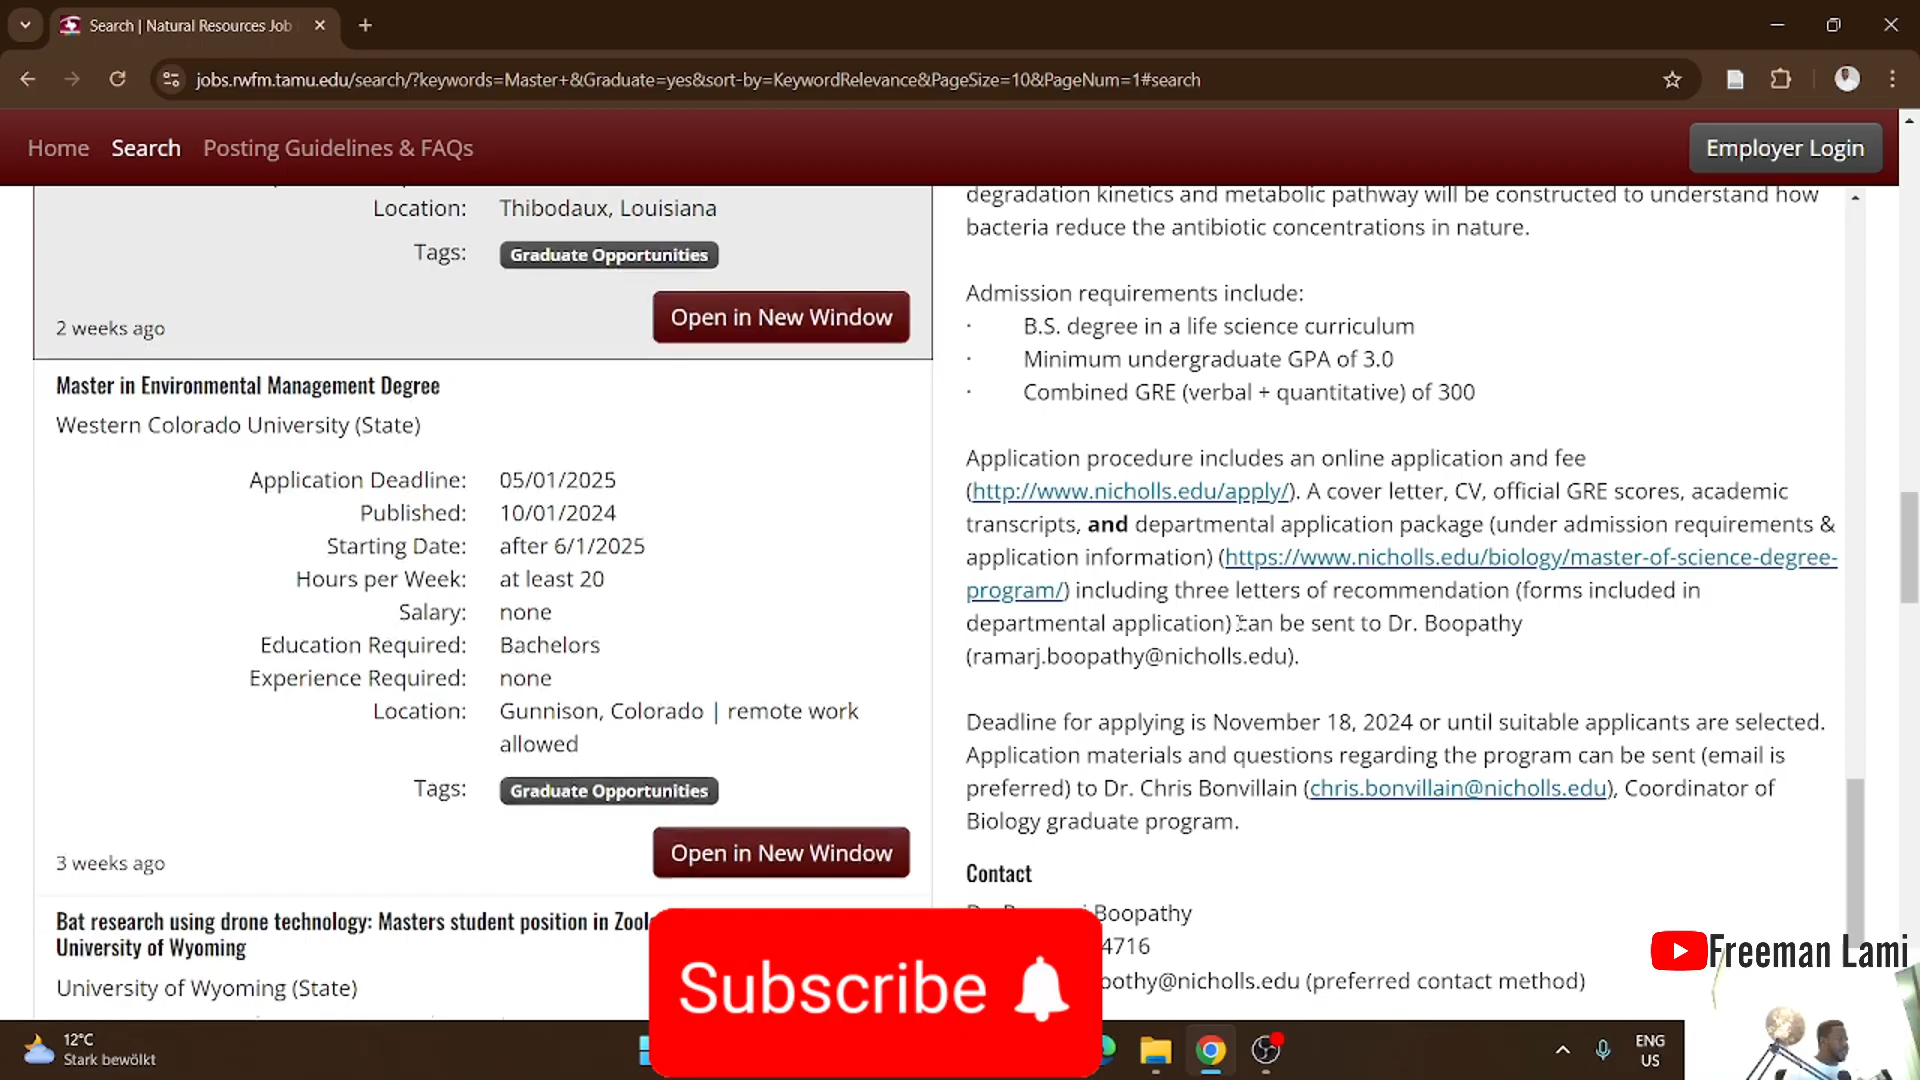 Search | Natural Resources Job
jobs.rwfm.tamu.edu/search/?keywords=Master+&Graduate=yes&sort-by=KeywordRelevance&PageSize=10&PageNum=1#search
Home Search Posting Guidelines & FAQs Employer Login
Location: Thibodaux, Louisiana
Tags: Graduate Opportunities
2 weeks ago Open in New Window
Master in Environmental Management Degree
Western Colorado University (State)
Application Deadline: 05/01/2025
Published: 10/01/2024
Starting Date: after 6/1/2025
Hours per Week: at least 20
Salary: none
Education Required: Bachelors
Experience Required: none
Location: Gunnison, Colorado | remote work
allowed
Tags: Graduate Opportunities
3 weeks ago Open in New Window
Bat research using drone technology: Masters student position in Zool
University of Wyoming
University of Wyoming (State)
degradation kinetics and metabolic pathway will be constructed to understand how
bacteria reduce the antibiotic concentrations in nature.
Admission requirements include:
· B.S. degree in a life science curriculum
· Minimum undergraduate GPA of 3.0
· Combined GRE (verbal + quantitative) of 300
Application procedure includes an online application and fee
(http://www.nicholls.edu/apply/). A cover letter, CV, official GRE scores, academic
transcripts, and departmental application package (under admission requirements &
application information) (https://www.nicholls.edu/biology/master-of-science-degree-
program/) including three letters of recommendation (forms included in
departmental application) can be sent to Dr. Boopathy
(ramarj.boopathy@nicholls.edu).
Deadline for applying is November 18, 2024 or until suitable applicants are selected.
Application materials and questions regarding the program can be sent (email is
preferred) to Dr. Chris Bonvillain (chris.bonvillain@nicholls.edu), Coordinator of
Biology graduate program.
Contact
Boopathy
4716
oothy@nicholls.edu (preferred contact method)
Subscribe
Freeman Lami
12°C
Stark bewölkt
ENG
US